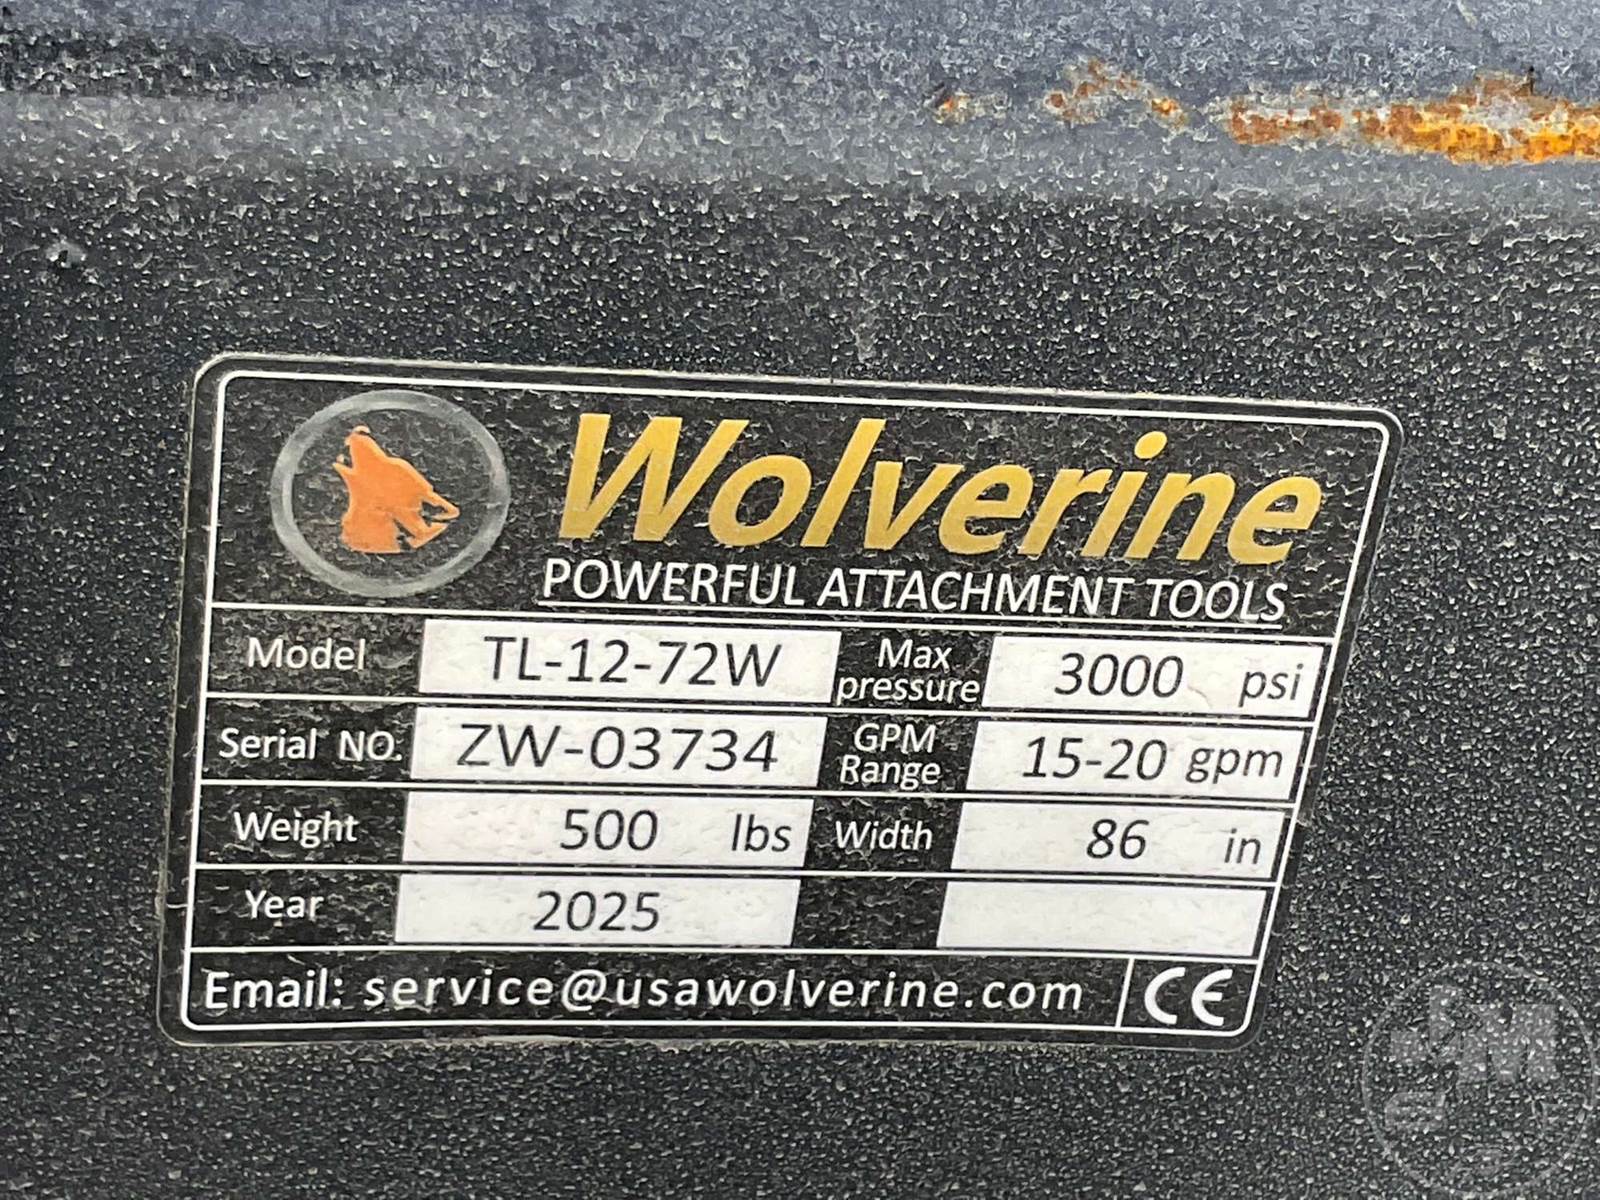 Wolverine
POWERFUL ATTACHMENT TOOLS
Model TL-12-72W Max pressure 3000 psi
Serial NO. ZW-03734 GPM Range 15-20 gpm
Weight 500 lbs Width 86 in
Year 2025
Email: service@usawolverine.com CE
JM